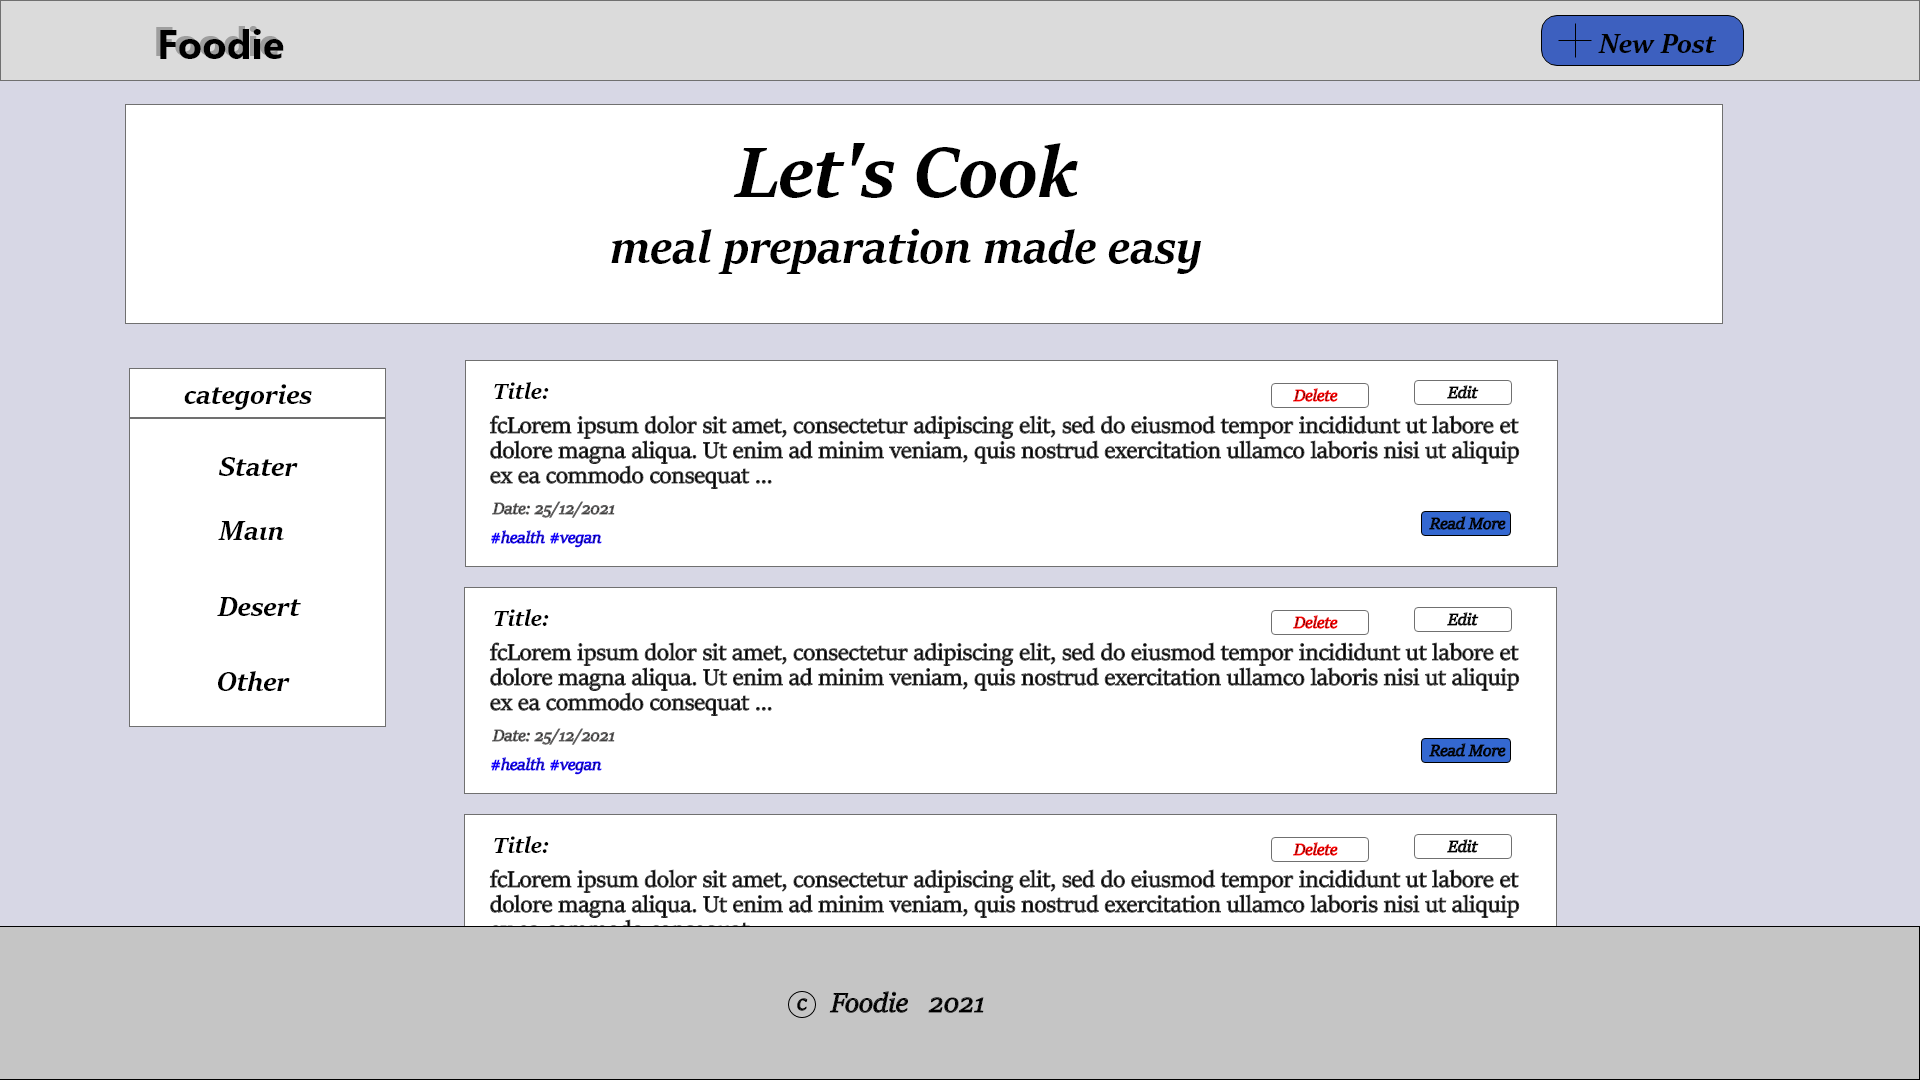 Foodie
New Post
Let's Cook
meal preparation made easy
categories
Stater
Main
Desert
Other
Title:
Delete
Edit
fcLorem ipsum dolor sit amet, consectetur adipiscing elit, sed do eiusmod tempor incididunt ut labore et
dolore magna aliqua. Ut enim ad minim veniam, quis nostrud exercitation ullamco laboris nisi ut aliquip
ex ea commodo consequat ...
Date: 25/12/2021
#health #vegan
Read More
Title:
Delete
Edit
fcLorem ipsum dolor sit amet, consectetur adipiscing elit, sed do eiusmod tempor incididunt ut labore et
dolore magna aliqua. Ut enim ad minim veniam, quis nostrud exercitation ullamco laboris nisi ut aliquip
ex ea commodo consequat ...
Date: 25/12/2021
#health #vegan
Read More
Title:
Delete
Edit
fcLorem ipsum dolor sit amet, consectetur adipiscing elit, sed do eiusmod tempor incididunt ut labore et
dolore magna aliqua. Ut enim ad minim veniam, quis nostrud exercitation ullamco laboris nisi ut aliquip
© Foodie 2021